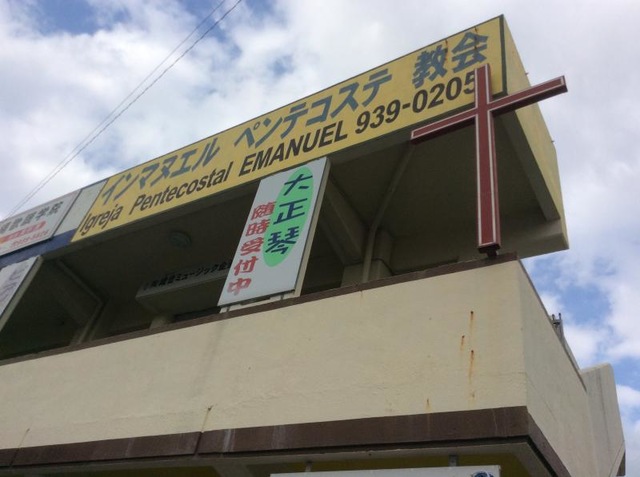 インマヌエル ペンテコステ 教会
Igreja Pentecostal EMANUEL 939-0205
大正琴
随時受付中